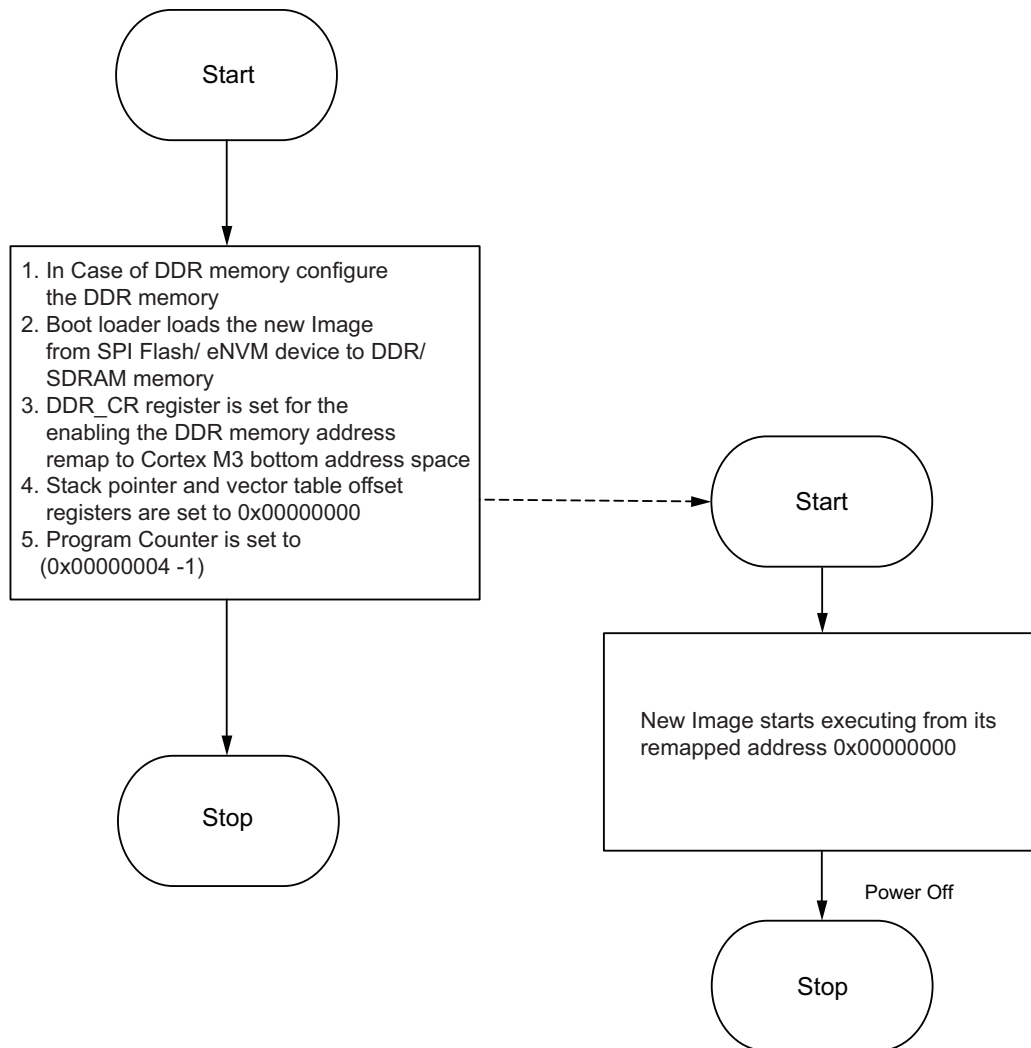 Start
1. In Case of DDR memory configure
the DDR memory
2. Boot loader loads the new Image
from SPI Flash/ eNVM device to DDR/
SDRAM memory
3. DDR_CR register is set for the
enabling the DDR memory address
remap to Cortex M3 bottom address space
4. Stack pointer and vector table offset
registers are set to 0x00000000
5. Program Counter is set to
(0x00000004 -1)
Stop
Start
New Image starts executing from its
remapped address 0x00000000
Power Off
Stop